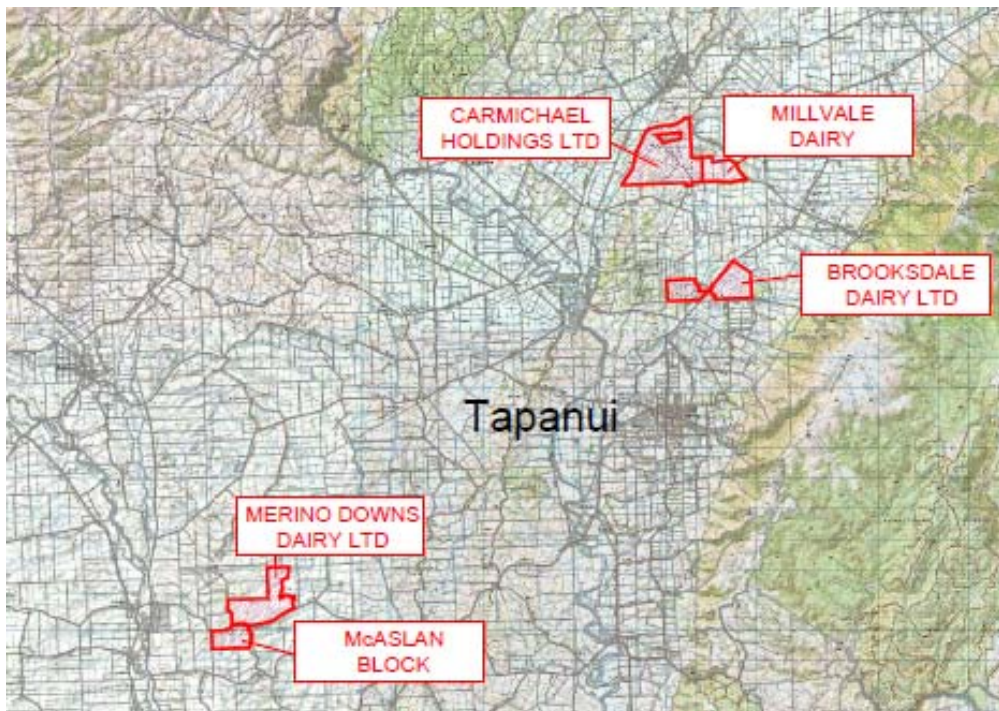 CARMICHAEL
HOLDINGS LTD
MILLVALE
DAIRY
BROOKSDALE
DAIRY LTD
Tapanui
MERINO DOWNS
DAIRY LTD
McASLAN
BLOCK